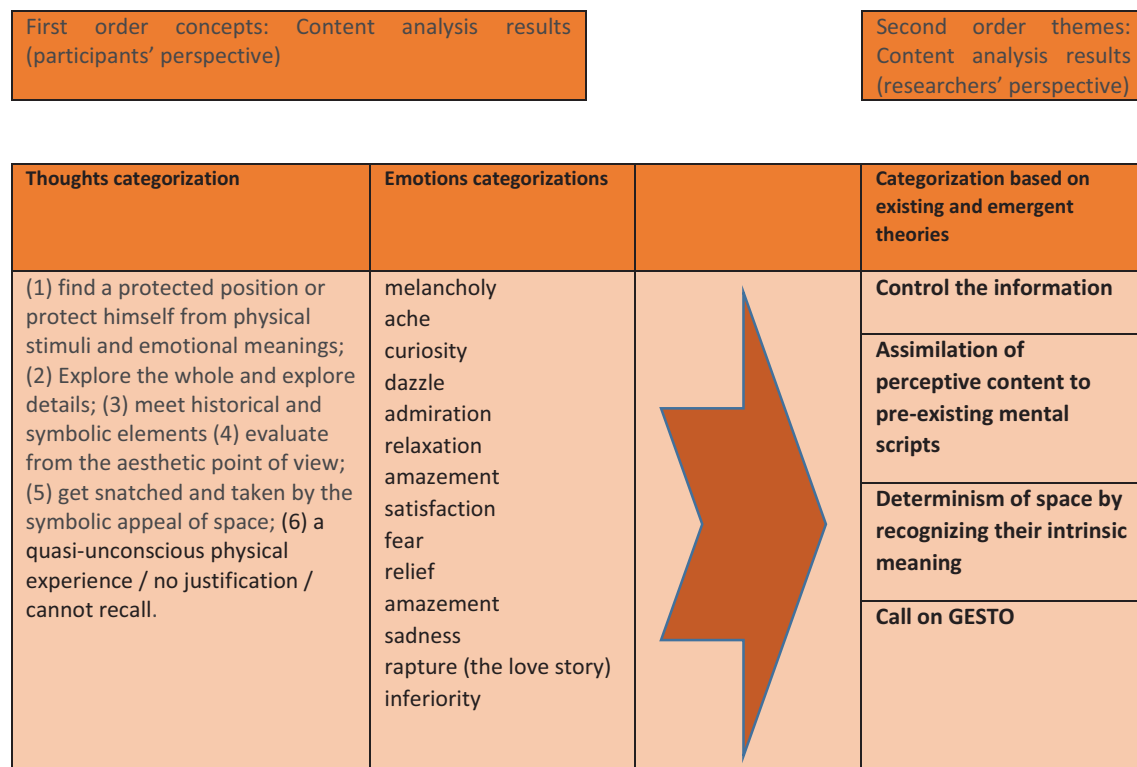 First order concepts: Content analysis results
(participants’ perspective)
Second order themes:
Content analysis results
(researchers’ perspective)
Thoughts categorization
Emotions categorizations
Categorization based on
existing and emergent
theories
(1) find a protected position or
protect himself from physical
stimuli and emotional meanings;
(2) Explore the whole and explore
details; (3) meet historical and
symbolic elements (4) evaluate
from the aesthetic point of view;
(5) get snatched and taken by the
symbolic appeal of space; (6) a
quasi-unconscious physical
experience / no justification /
cannot recall.
melancholy
ache
curiosity
dazzle
admiration
relaxation
amazement
satisfaction
fear
relief
amazement
sadness
rapture (the love story)
inferiority
Control the information
Assimilation of
perceptive content to
pre-existing mental
scripts
Determinism of space by
recognizing their intrinsic
meaning
Call on GESTO